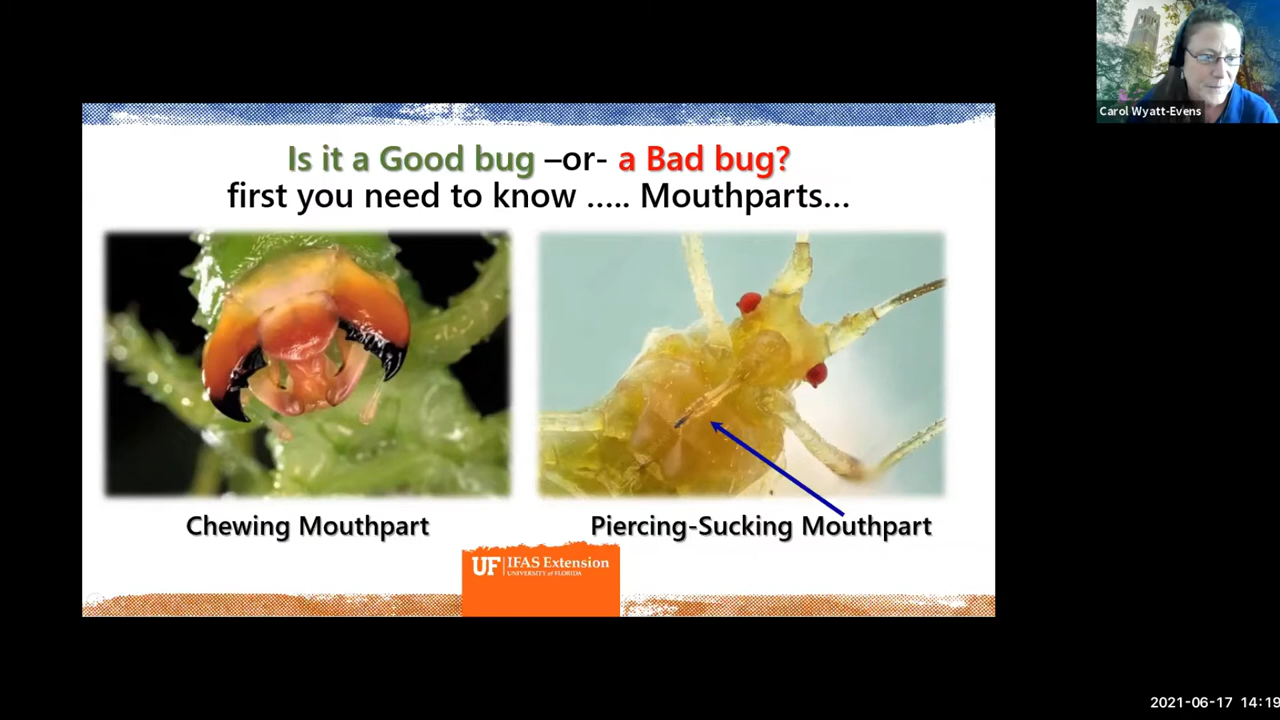 Carol Wyatt-Evens
Is it a Good bug –or- a Bad bug?
first you need to know ..... Mouthparts...
Chewing Mouthpart
Piercing-Sucking Mouthpart
UF IFAS Extension
UNIVERSITY of FLORIDA
2021-06-17 14:19